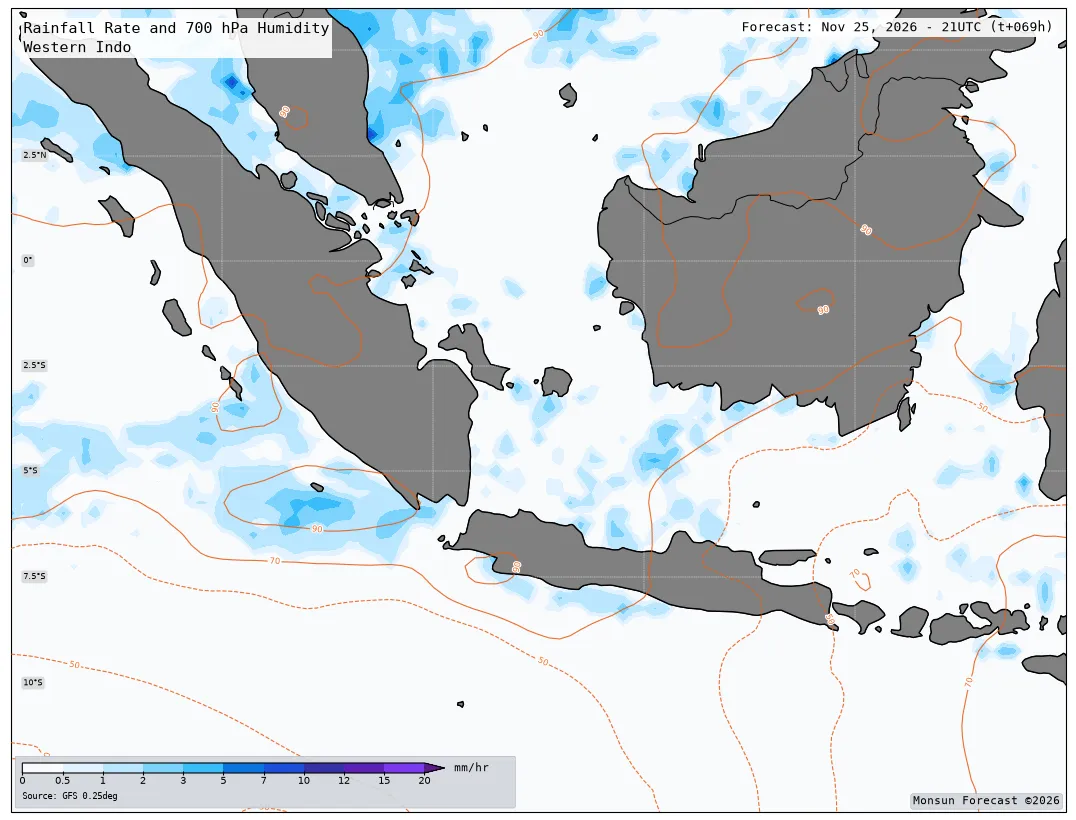 Rainfall Rate and 700 hPa Humidity
Western Indo
Forecast: Nov 25, 2026 - 21UTC (t+069h)
90
90
2.5°N
90
0°
90
2.5°S
90
50
5°S
90
70
90
70
7.5°S
50
50
50
70
10°S
mm/hr
0 0.5 1 2 3 5 7 10 12 15 20
Source: GFS 0.25deg
Monsun Forecast ©2026